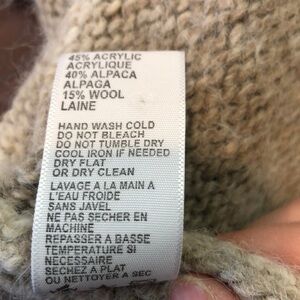 45% ACRYLIC
ACRYLIQUE
40% ALPACA
ALPAGA
15% WOOL
LAINE
HAND WASH COLD
DO NOT BLEACH
DO NOT TUMBLE DRY
COOL IRON IF NEEDED
DRY FLAT
OR DRY CLEAN
LAVAGE A LA MAIN A
L'EAU FROIDE
SANS JAVEL
NE PAS SECHER EN
MACHINE
REPASSER A BASSE
TEMPERATURE SI
NECESSAIRE
SECHEZ A PLAT
OU NETTOYER A SEC